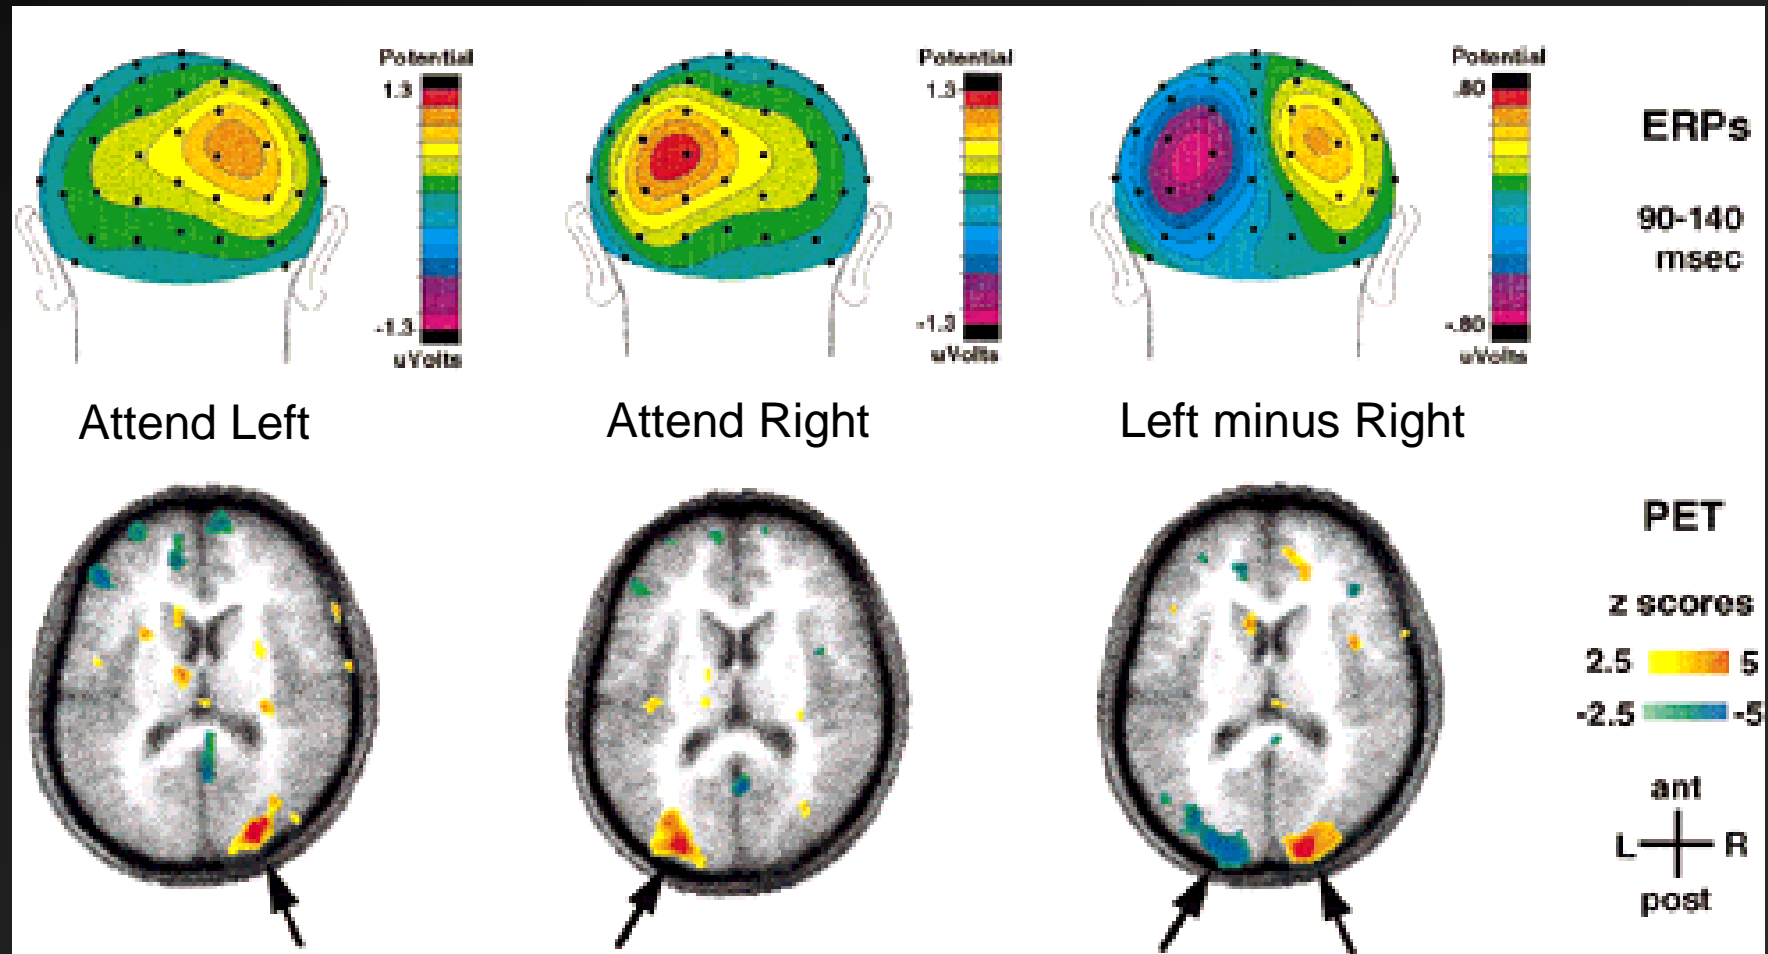 Potential
1.3
-1.3
uVolts
Potential
1.3
-1.3
uVolts
Potential
.80
-.80
uVolts
ERPs
90-140
msec
Attend Left
Attend Right
Left minus Right
PET
z scores
2.5 5
-2.5 -5
ant
L R
post